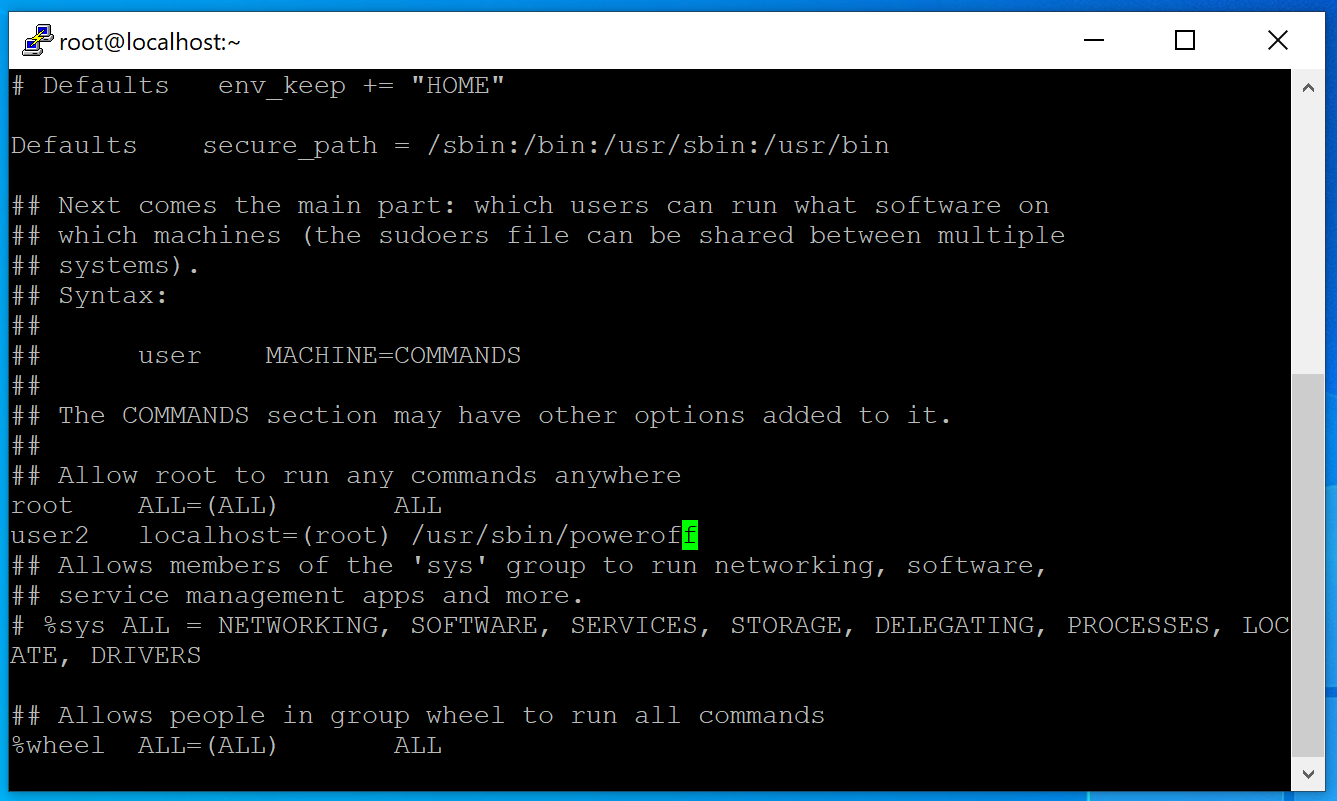 root@localhost:~
# Defaults   env_keep += "HOME"
Defaults    secure_path = /sbin:/bin:/usr/sbin:/usr/bin
## Next comes the main part: which users can run what software on
## which machines (the sudoers file can be shared between multiple
## systems).
## Syntax:
##
##      user    MACHINE=COMMANDS
##
## The COMMANDS section may have other options added to it.
##
## Allow root to run any commands anywhere
root    ALL=(ALL)       ALL
user2   localhost=(root) /usr/sbin/poweroff
## Allows members of the 'sys' group to run networking, software,
## service management apps and more.
# %sys ALL = NETWORKING, SOFTWARE, SERVICES, STORAGE, DELEGATING, PROCESSES, LOC
ATE, DRIVERS
## Allows people in group wheel to run all commands
%wheel  ALL=(ALL)       ALL